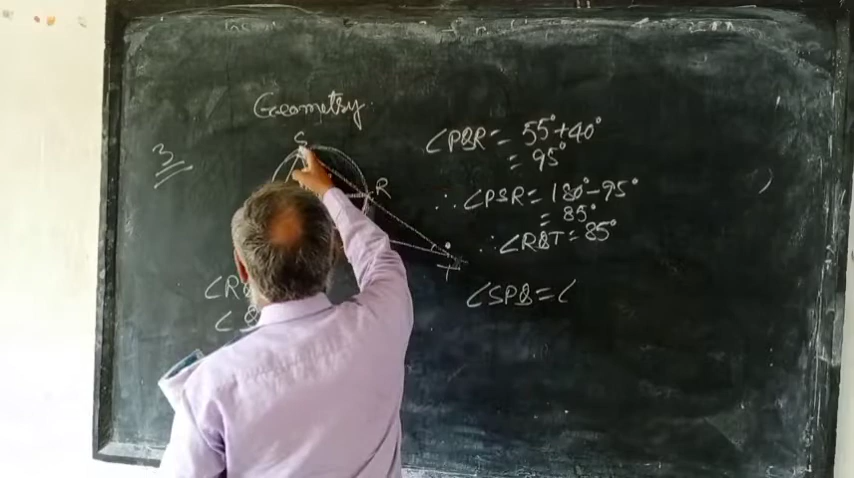 Geometry
3
S
R
T
∠PQR = 55° + 40°
= 95°
∴ ∠PSR = 180° - 95°
= 85°
∴ ∠RQT = 85°
∠SPQ = ∠